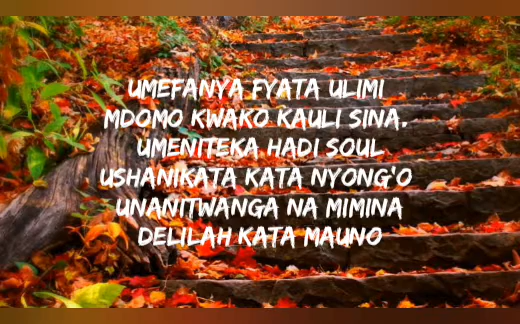 UMEFANYA FYATA ULIMI
MDOMO KWAKO KAULI SINA,
UMENITEKA HADI SOUL
USHANIKATA KATA NYONG'O
UNANITWANGA NA MIMINA
DELILAH KATA MAUNO